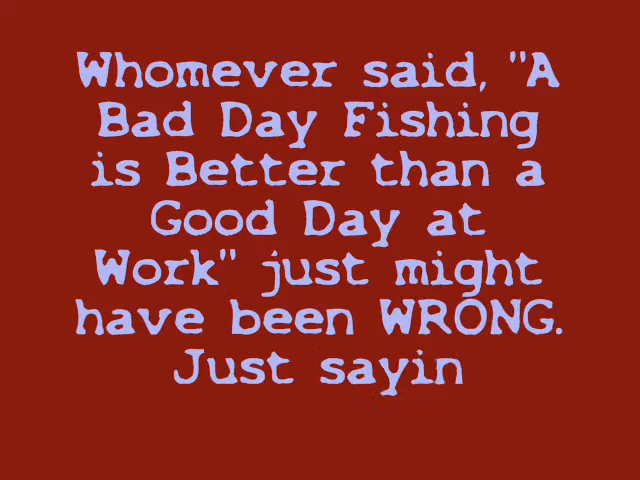 Whomever said, "A
Bad Day Fishing
is Better than a
Good Day at
Work" just might
have been WRONG.
Just sayin